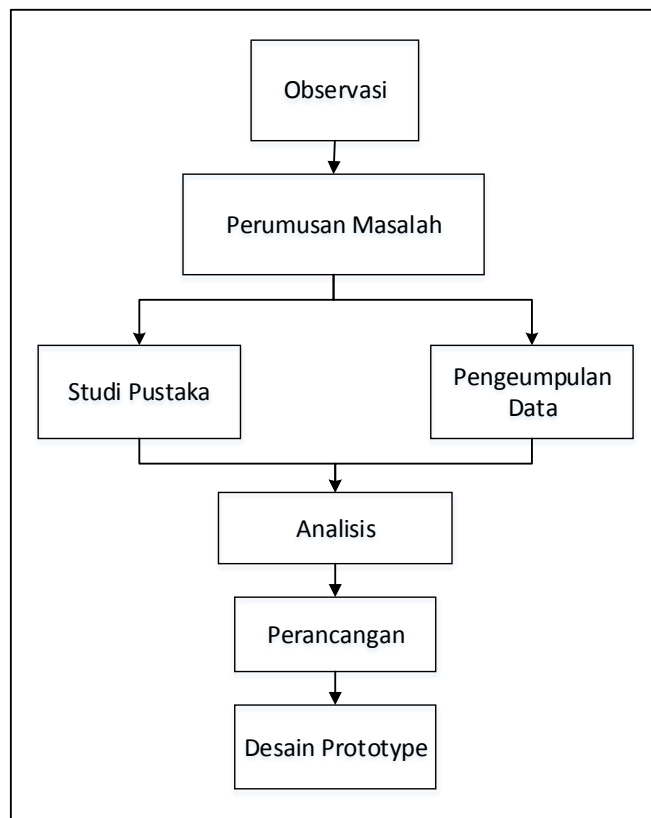 Observasi
Perumusan Masalah
Studi Pustaka
Pengeumpulan
Data
Analisis
Perancangan
Desain Prototype